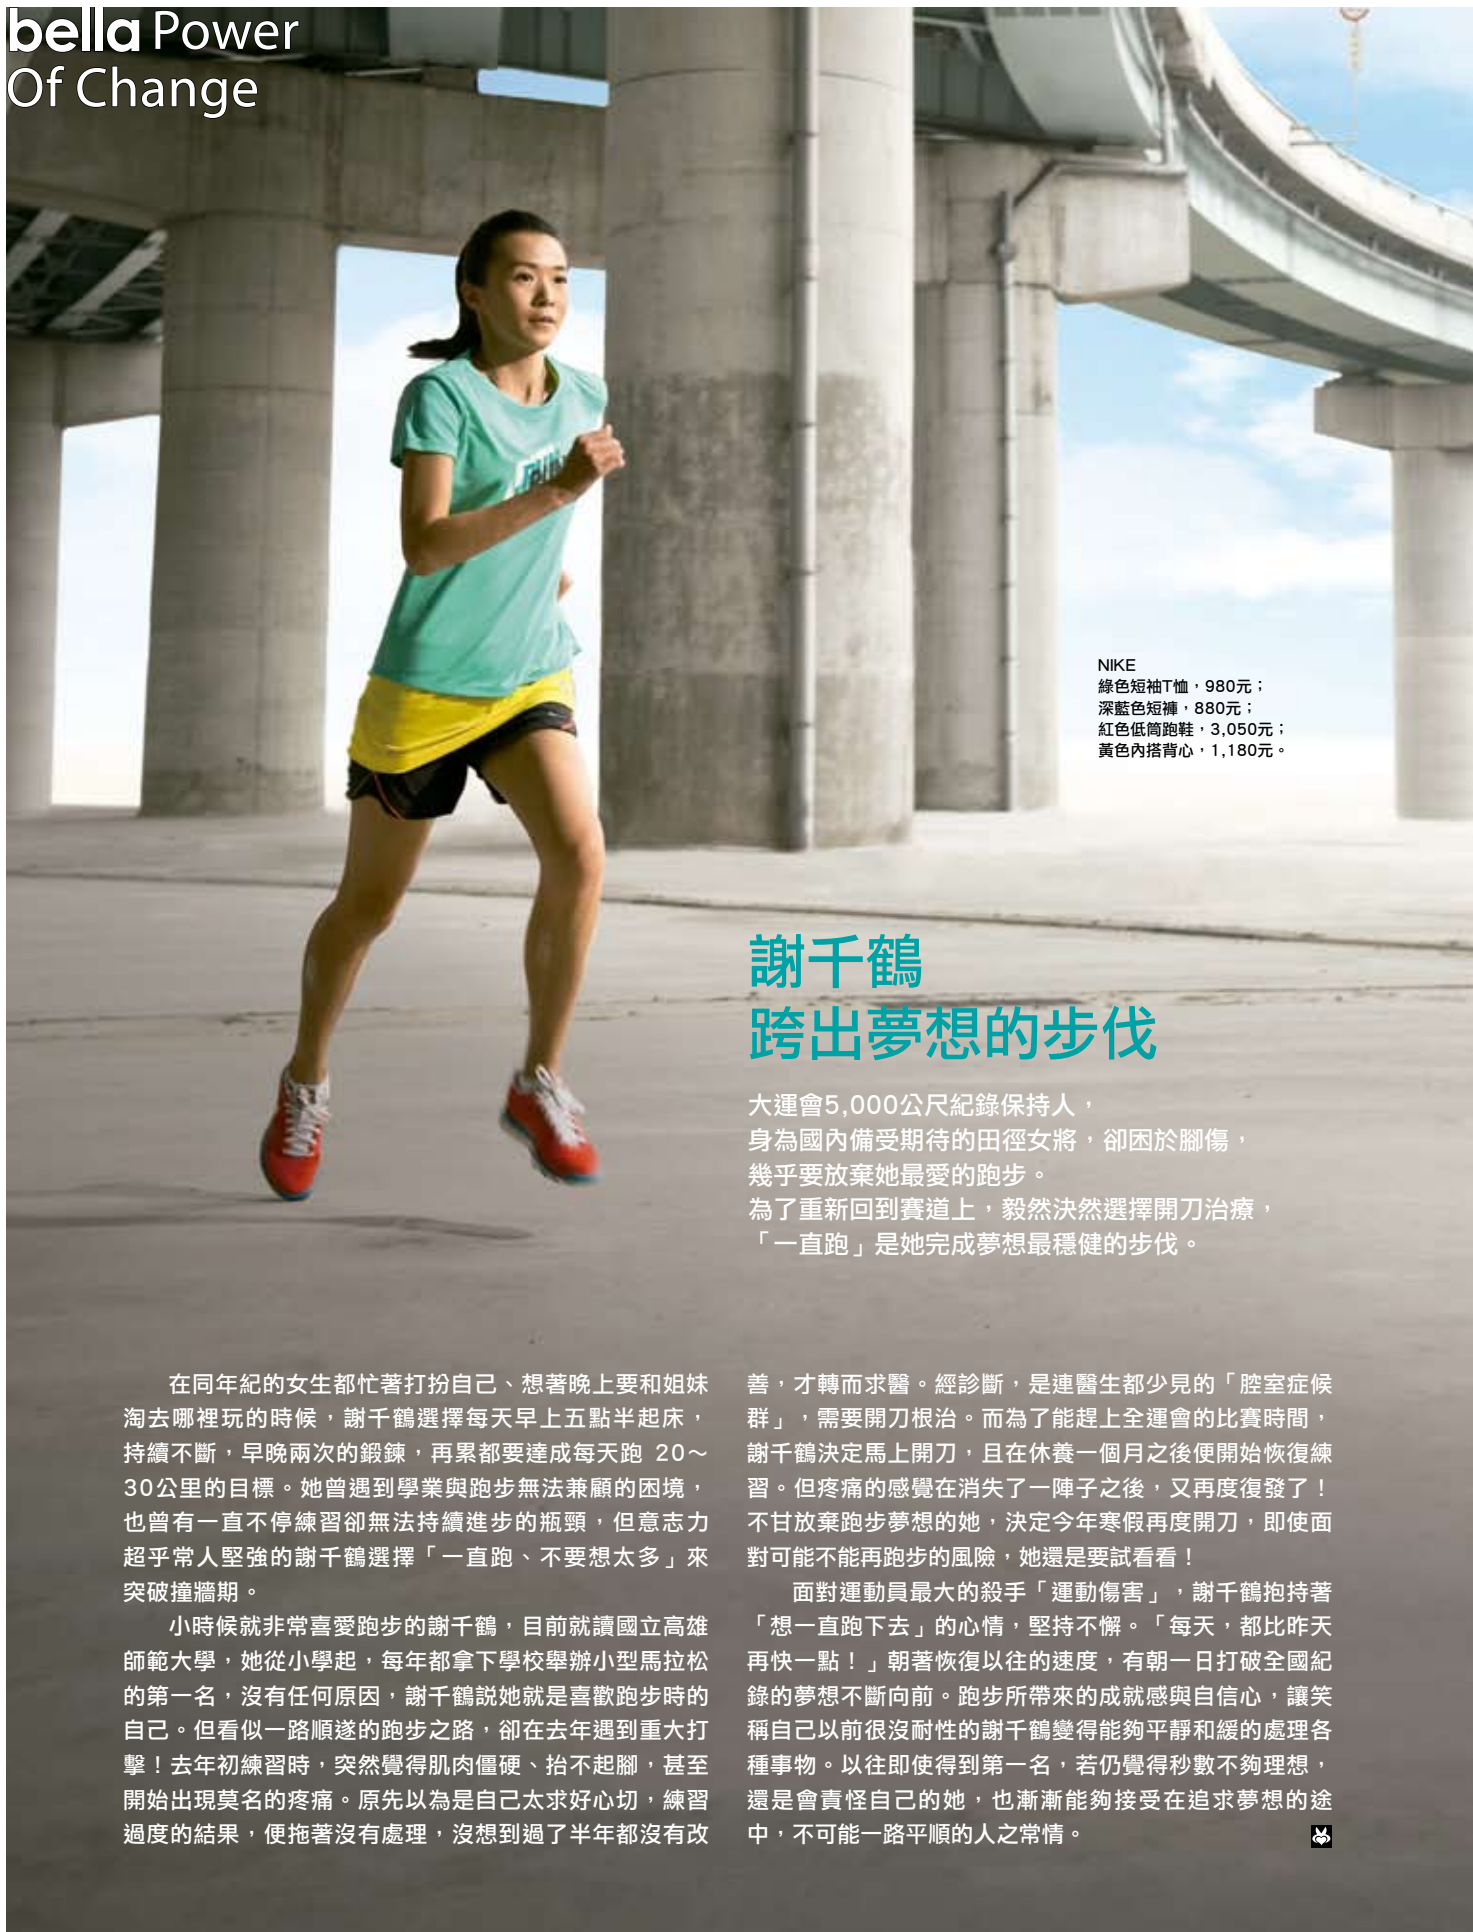 bella Power
Of Change
NIKE
綠色短袖T恤，980元；
深藍色短褲，880元；
紅色低筒跑鞋，3,050元；
黃色內搭背心，1,180元。
謝千鶴
跨出夢想的步伐
大運會5,000公尺紀錄保持人，
身為國內備受期待的田徑女將，卻困於腳傷，
幾乎要放棄她最愛的跑步。
為了重新回到賽道上，毅然決然選擇開刀治療，
「一直跑」是她完成夢想最穩健的步伐。
在同年紀的女生都忙著打扮自己、想著晚上要和姐妹
淘去哪裡玩的時候，謝千鶴選擇每天早上五點半起床，
持續不斷，早晚兩次的鍛鍊，再累都要達成每天跑 20～
30公里的目標。她曾遇到學業與跑步無法兼顧的困境，
也曾有一直不停練習卻無法持續進步的瓶頸，但意志力
超乎常人堅強的謝千鶴選擇「一直跑、不要想太多」來
突破撞牆期。
小時候就非常喜愛跑步的謝千鶴，目前就讀國立高雄
師範大學，她從小學起，每年都拿下學校舉辦小型馬拉松
的第一名，沒有任何原因，謝千鶴說她就是喜歡跑步時的
自己。但看似一路順遂的跑步之路，卻在去年遇到重大打
擊！去年初練習時，突然覺得肌肉僵硬、抬不起腳，甚至
開始出現莫名的疼痛。原先以為是自己太求好心切，練習
過度的結果，便拖著沒有處理，沒想到過了半年都沒有改
善，才轉而求醫。經診斷，是連醫生都少見的「腔室症候
群」，需要開刀根治。而為了能趕上全運會的比賽時間，
謝千鶴決定馬上開刀，且在休養一個月之後便開始恢復練
習。但疼痛的感覺在消失了一陣子之後，又再度復發了！
不甘放棄跑步夢想的她，決定今年寒假再度開刀，即使面
對可能不能再跑步的風險，她還是要試看看！
面對運動員最大的殺手「運動傷害」，謝千鶴抱持著
「想一直跑下去」的心情，堅持不懈。「每天，都比昨天
再快一點！」朝著恢復以往的速度，有朝一日打破全國紀
錄的夢想不斷向前。跑步所帶來的成就感與自信心，讓笑
稱自己以前很沒耐性的謝千鶴變得能夠平靜和緩的處理各
種事物。以往即使得到第一名，若仍覺得秒數不夠理想，
還是會責怪自己的她，也漸漸能夠接受在追求夢想的途
中，不可能一路平順的人之常情。